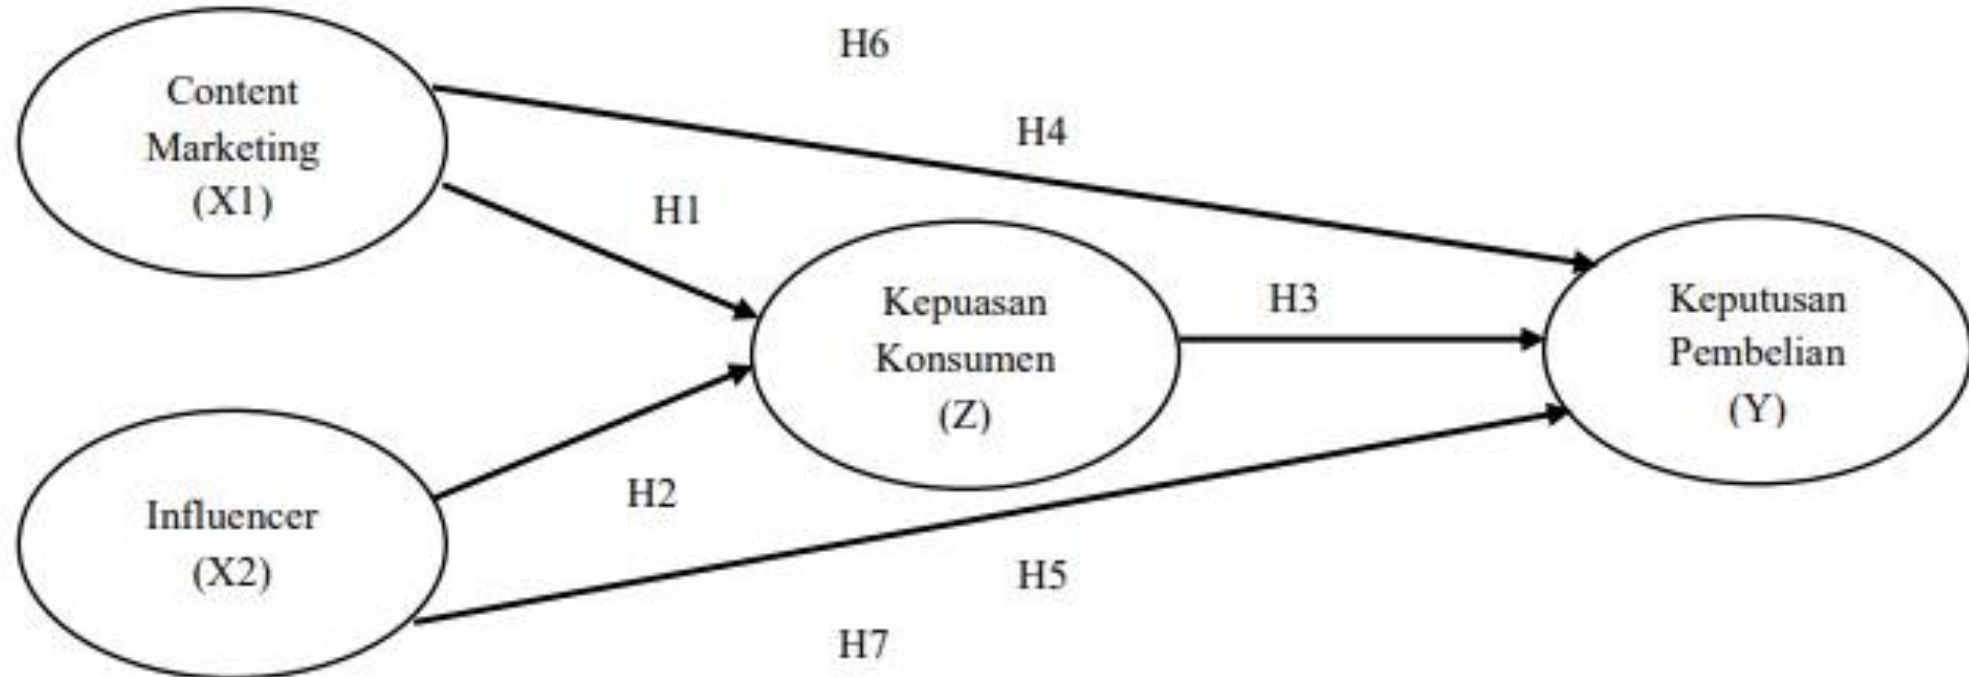 Content
Marketing
(X1)
H6
H4
H1
Kepuasan
Konsumen
(Z)
H3
Keputusan
Pembelian
(Y)
Influencer
(X2)
H2
H5
H7